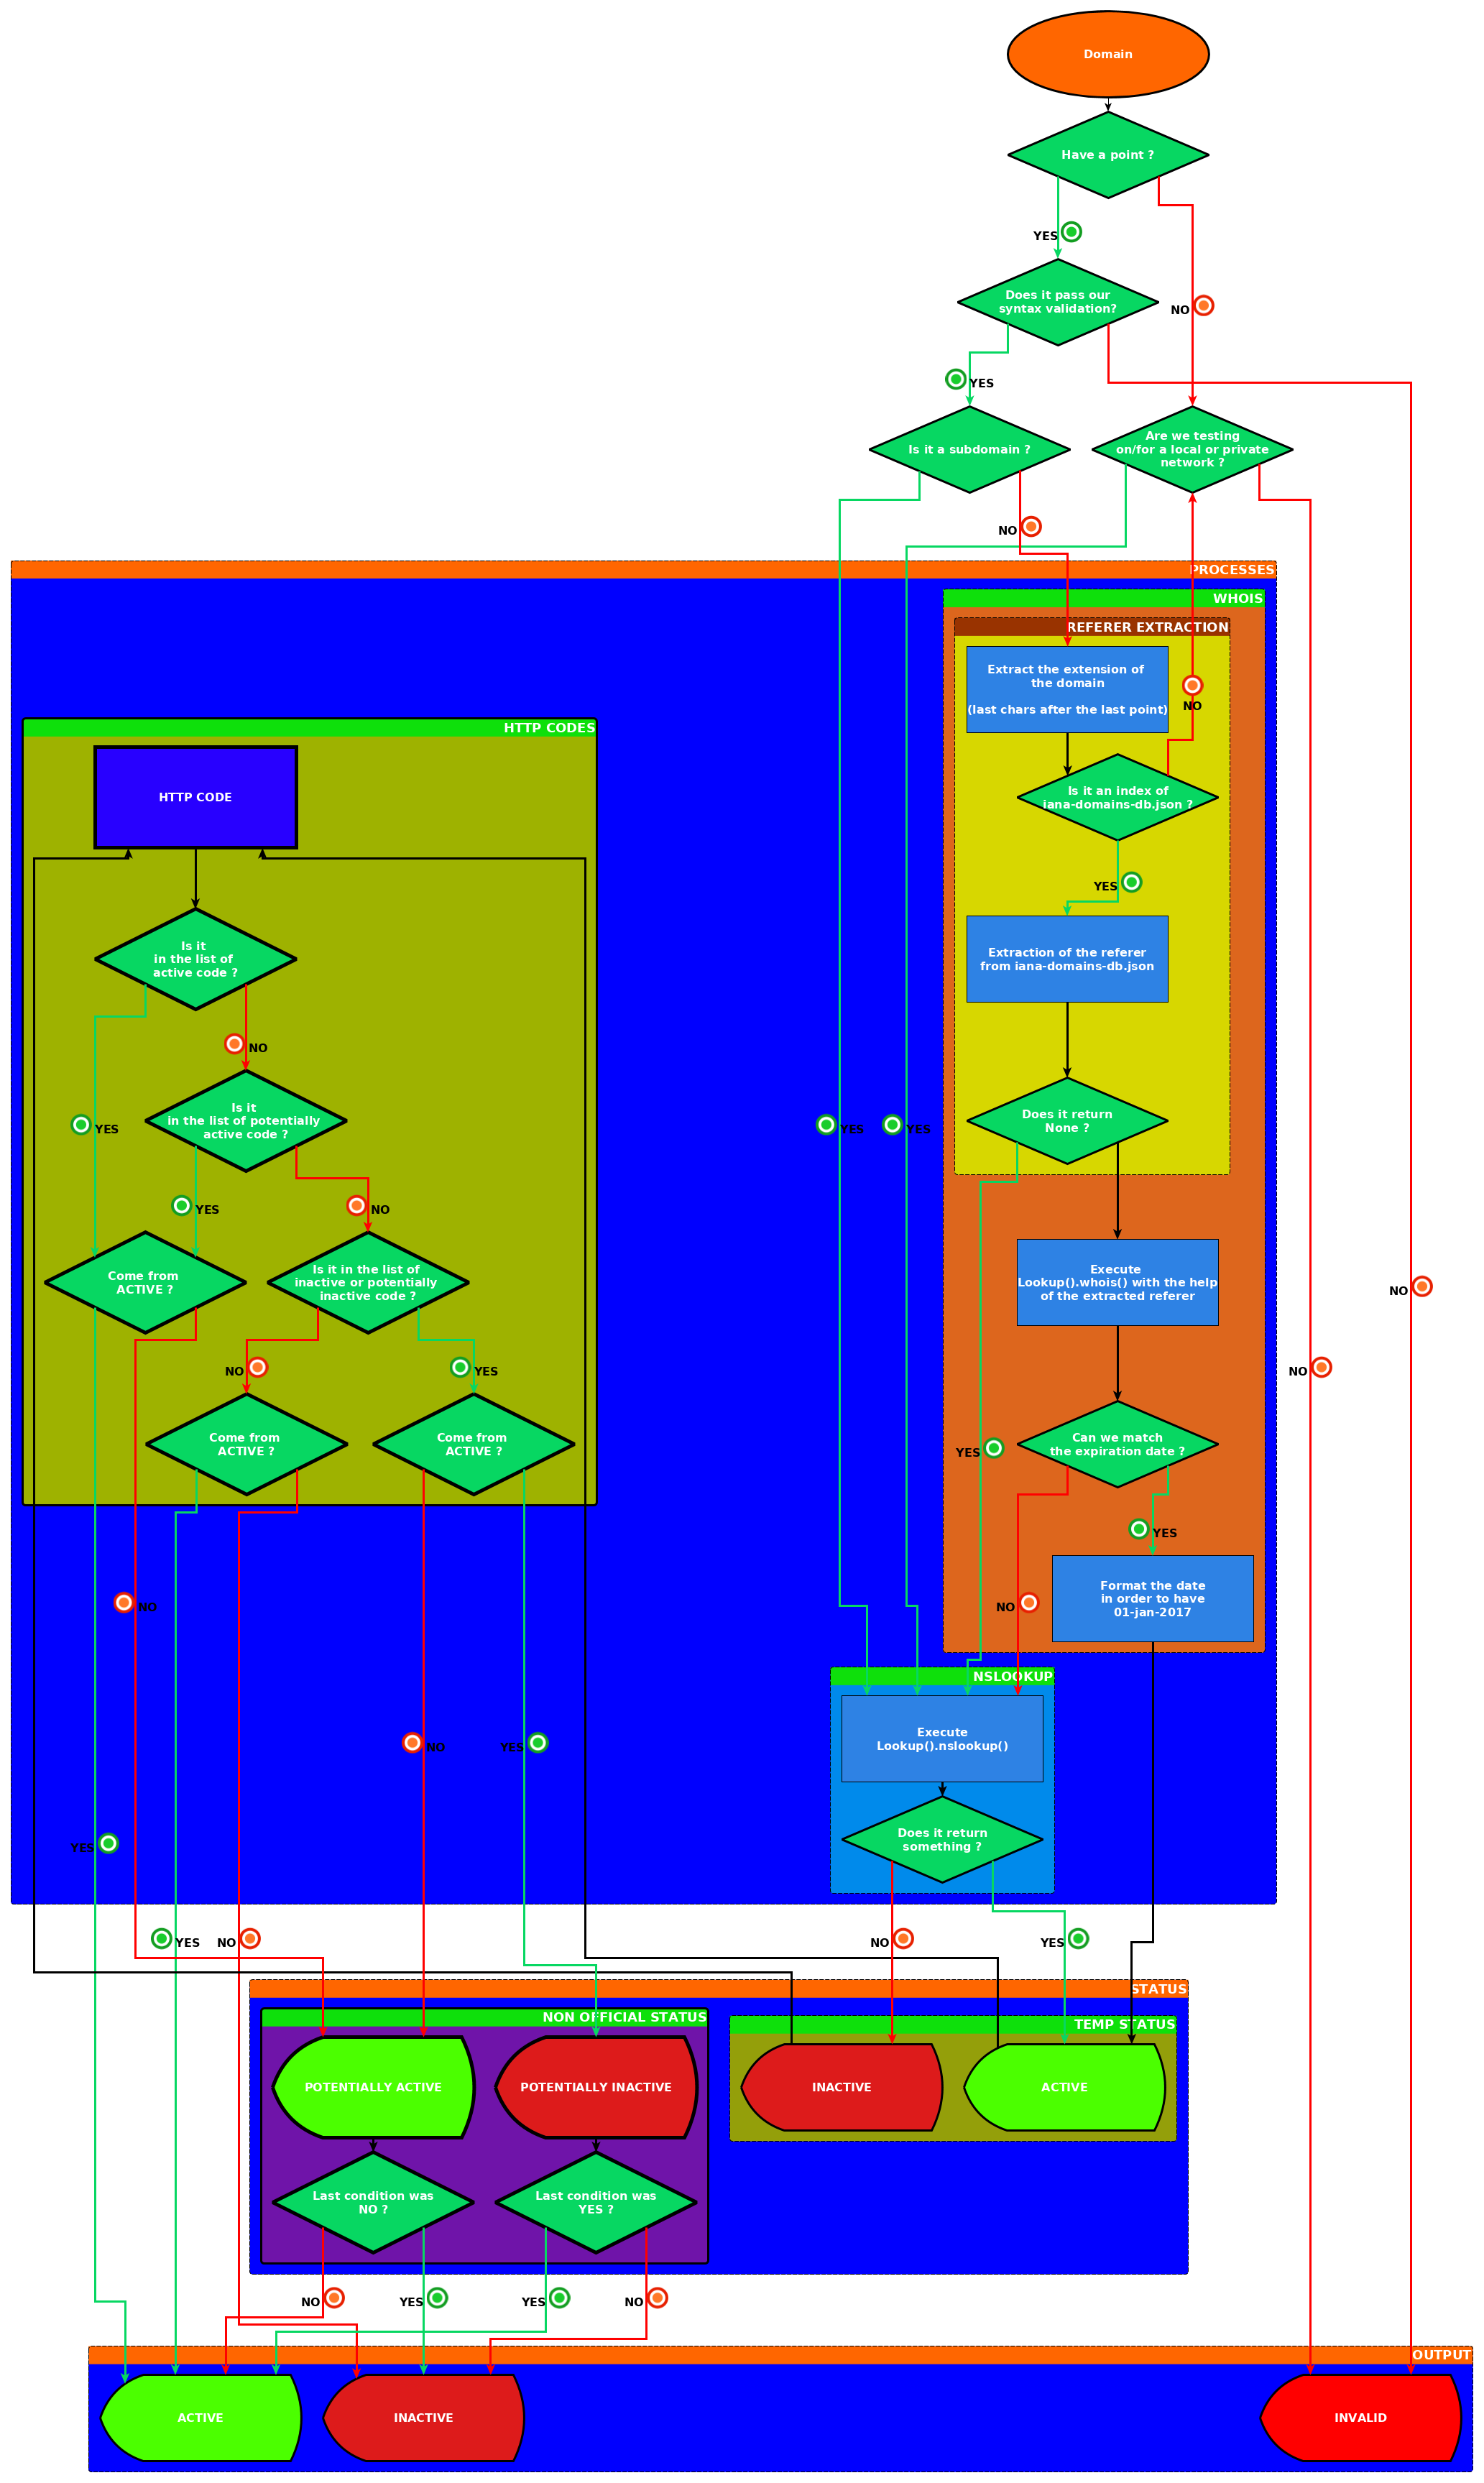 Domain
Have a point ?
YES
Does it pass our
syntax validation?
NO
YES
Is it a subdomain ?
Are we testing
on/for a local or private
network ?
NO
PROCESSES
WHOIS
REFERER EXTRACTION
Extract the extension of
the domain
(last chars after the last point)
NO
HTTP CODES
HTTP CODE
Is it an index of
iana-domains-db.json ?
YES
Is it
in the list of
active code ?
Extraction of the referer
from iana-domains-db.json
NO
Is it
in the list of potentially
active code ?
YES
YES
YES
Does it return
None ?
YES
NO
Come from
ACTIVE ?
Is it in the list of
inactive or potentially
inactive code ?
Execute
Lookup().whois() with the help
of the extracted referer
NO
NO
YES
NO
Come from
ACTIVE ?
Come from
ACTIVE ?
YES
Can we match
the expiration date ?
YES
NO
NO
Format the date
in order to have
01-jan-2017
NSLOOKUP
Execute
Lookup().nslookup()
NO
YES
YES
Does it return
something ?
YES
NO
NO
YES
STATUS
NON OFFICIAL STATUS
TEMP STATUS
POTENTIALLY ACTIVE
POTENTIALLY INACTIVE
INACTIVE
ACTIVE
Last condition was
NO ?
Last condition was
YES ?
NO
YES
YES
NO
OUTPUT
ACTIVE
INACTIVE
INVALID